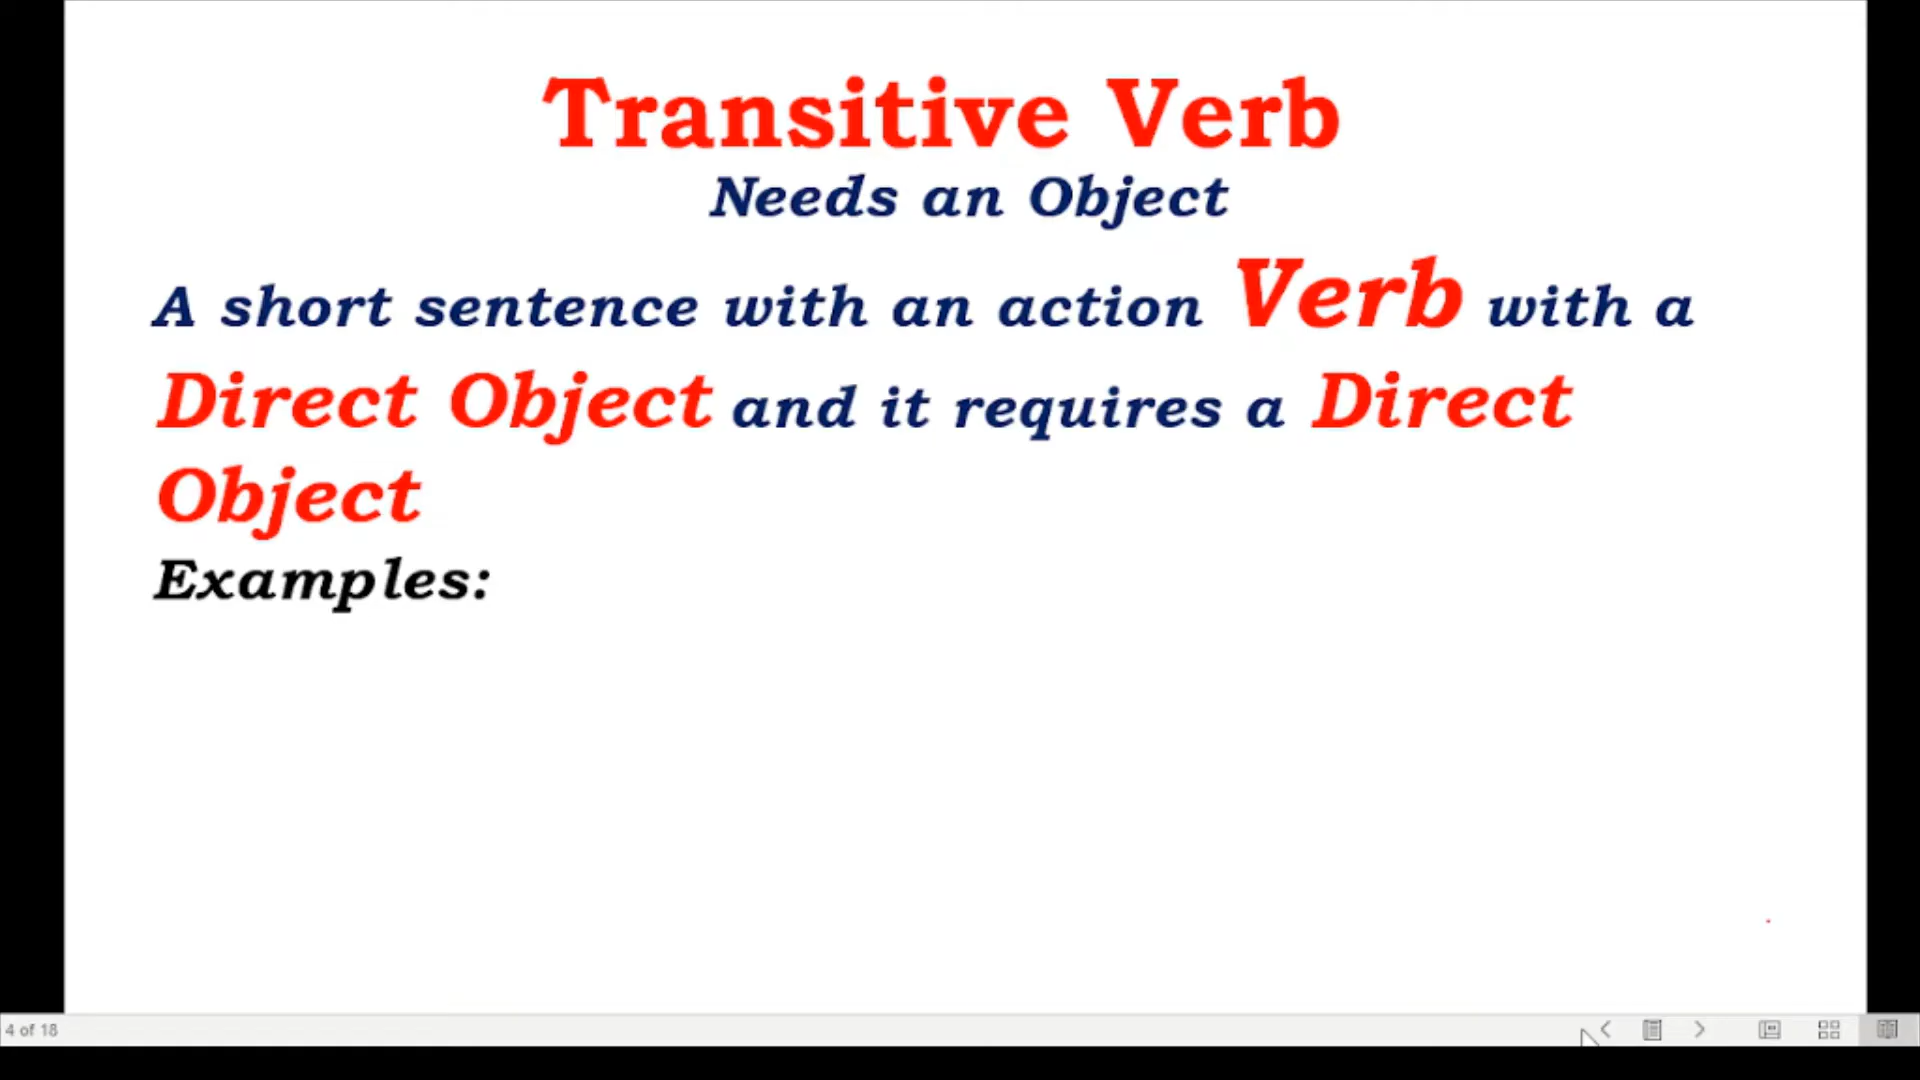 Transitive Verb
Needs an Object
A short sentence with an action Verb with a
Direct Object and it requires a Direct
Object
Examples:
4 of 18